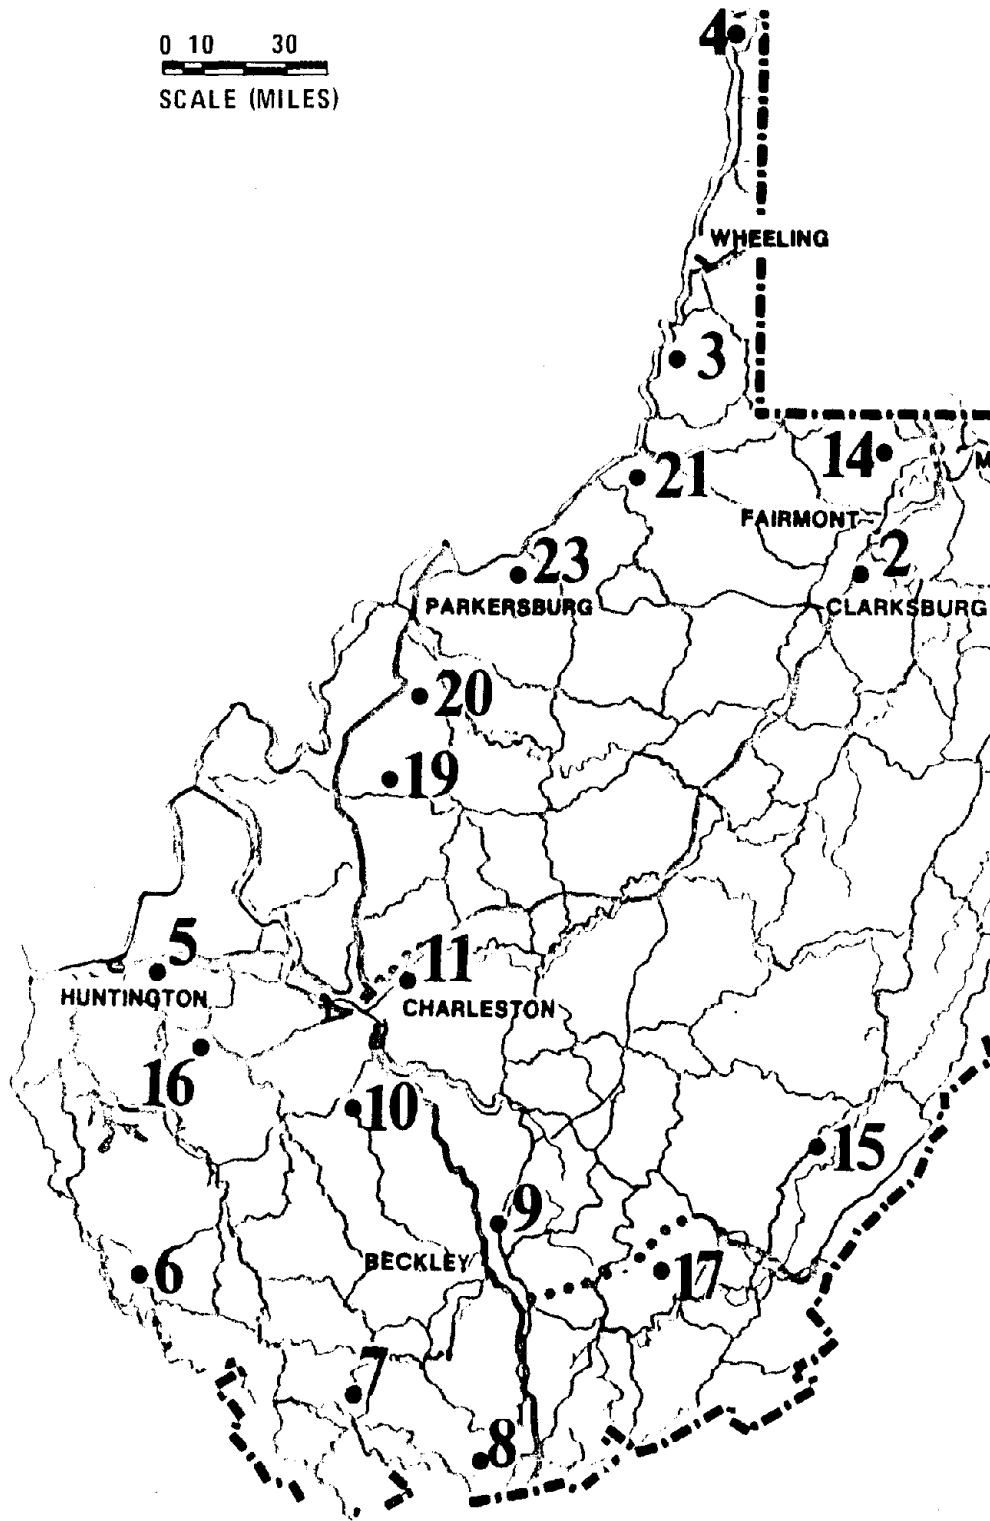 4
0 10 30
SCALE (MILES)
WHEELING
3
14
M
21
FAIRMONT
2
23
PARKERSBURG
CLARKSBURG
20
19
5
11
HUNTINGTON
CHARLESTON
16
10
15
9
BECKLEY
6
17
7
8